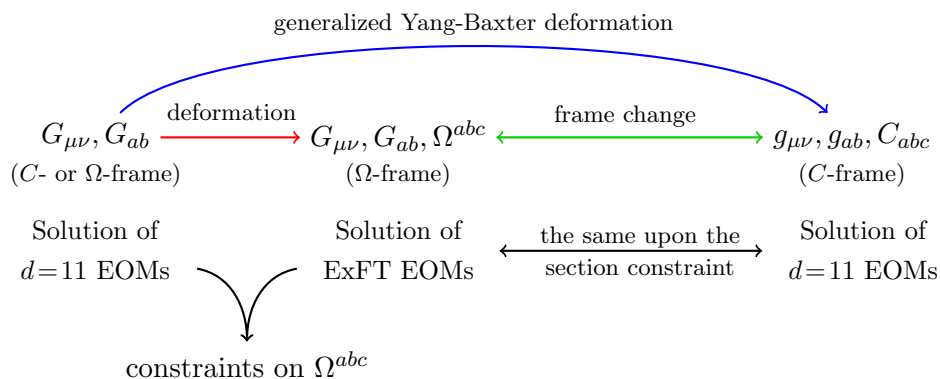 generalized Yang-Baxter deformation
deformation
frame change
G_{μν}, G_{ab}
G_{μν}, G_{ab}, Ω^{abc}
g_{μν}, g_{ab}, C_{abc}
(C- or Ω-frame)
(Ω-frame)
(C-frame)
Solution of
d=11 EOMs
Solution of
ExFT EOMs
the same upon the
section constraint
Solution of
d=11 EOMs
constraints on Ω^{abc}